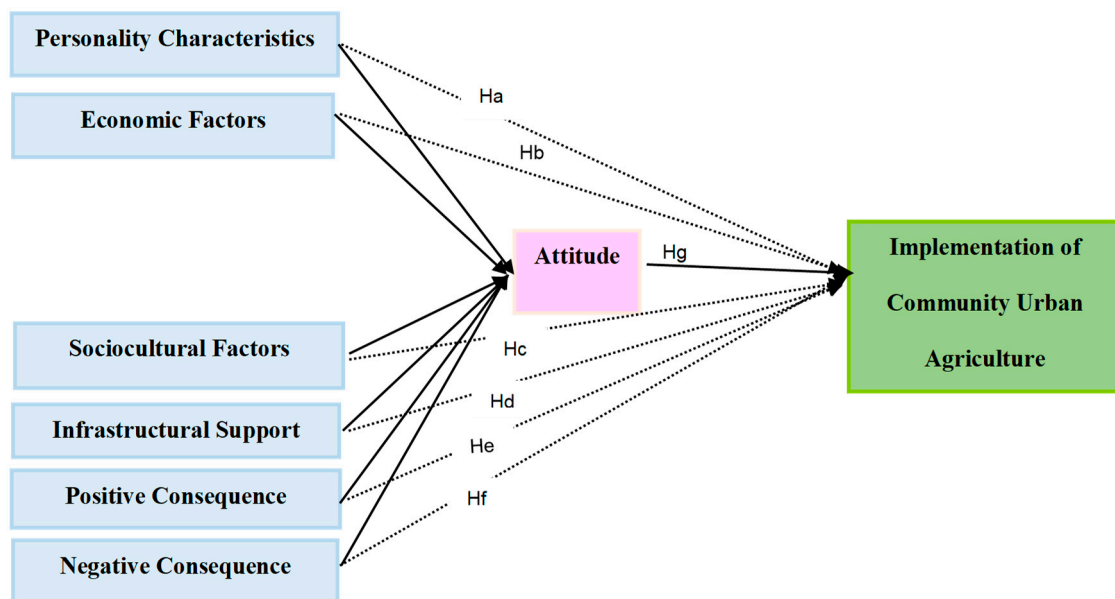 Personality Characteristics
Ha
Economic Factors
Hb
Attitude
Hg
Implementation of
Community Urban
Agriculture
Sociocultural Factors
Hc
Infrastructural Support
Hd
Positive Consequence
He
Negative Consequence
Hf